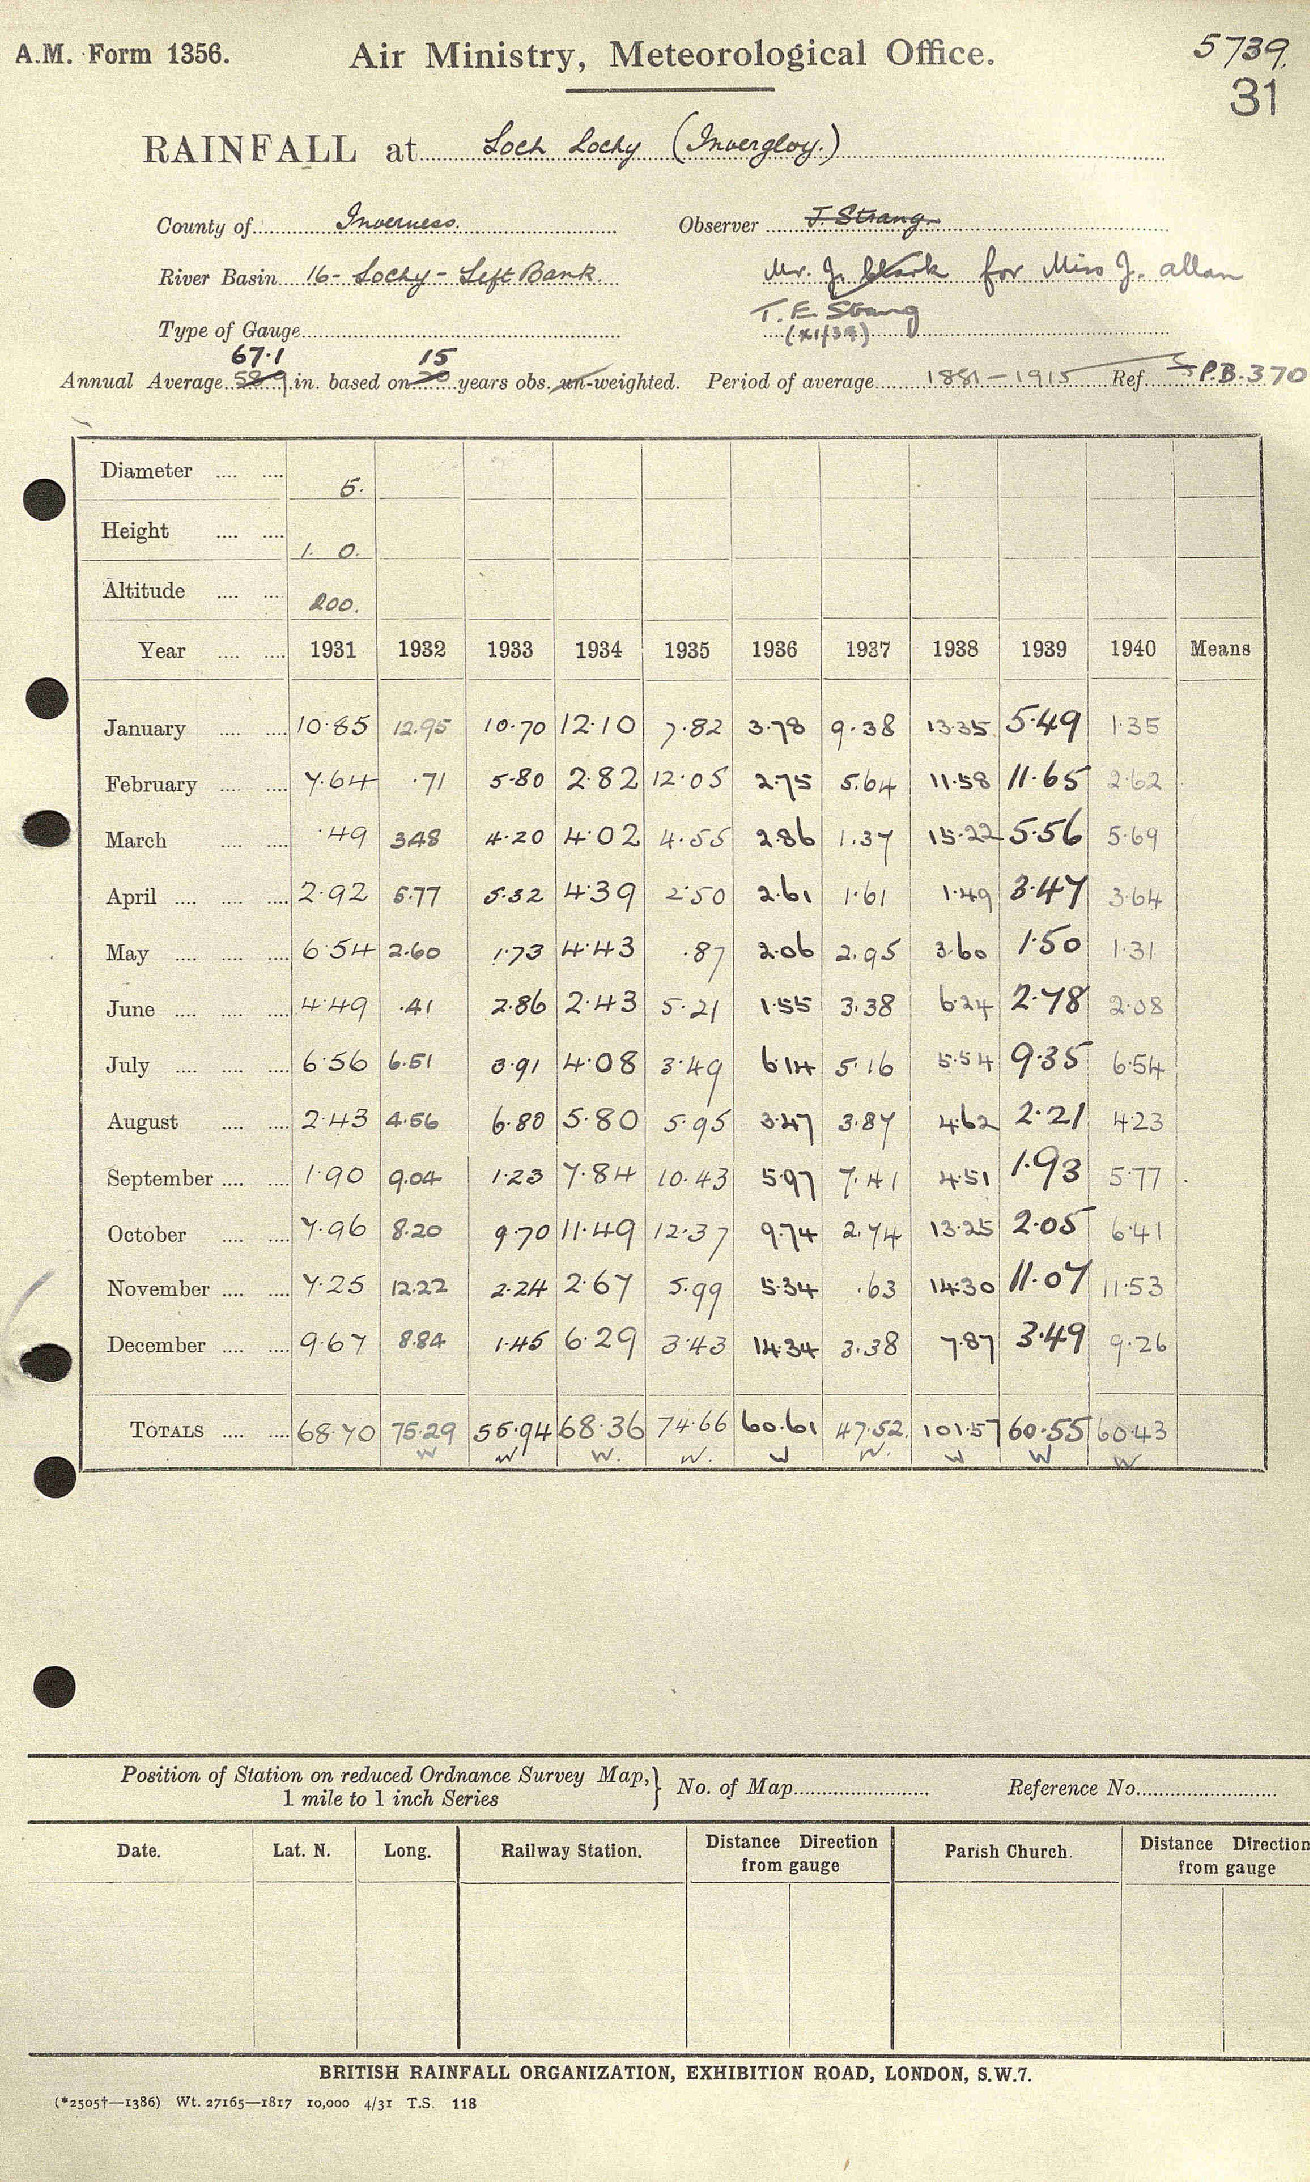 A.M. Form 1356. Air Ministry, Meteorological Office. 5739.
31
RAINFALL at Loch Lochy (Invergloy.)
County of Inverness. Observer J. Strang.
River Basin 16 - Lochy - Left Bank Mr. J. Clark for Miss J. Allan
T. E. Strang
Type of Gauge (XI/39)
67·1 15
Annual Average 58.9 in. based on 20 years obs. un-weighted. Period of average 1881-1915 Ref. P.B. 370
Diameter 5.
Height 1. 0.
Altitude 200.
Year 1931 1932 1933 1934 1935 1936 1937 1938 1939 1940 Means
January 10·85 12.95 10·70 12·10 7.82 3·78 9·38 13·35 5·49 1·35
February 7·64 ·71 5·80 2·82 12·05 2·75 5.64 11·58 11·65 2·62
March ·49 3.48 4·20 4·02 4·55 2·86 1·37 15·22 5·56 5·69
April 2·92 5·77 5·32 4·39 2·50 2·61 1·61 1·49 3·47 3·64
May 6·54 2·60 1·73 4·43 ·87 2·06 2.95 3·60 1·50 1·31
June 4·49 ·41 2·86 2·43 5·21 1·55 3·38 6·24 2·78 2·08
July 6·56 6·51 3·91 4·08 3·49 6·14 5·16 5·54 9·35 6·54
August 2·43 4·56 6·80 5·80 5·95 3·47 3·87 4·62 2·21 4·23
September 1·90 9.04 1·23 7·84 10·43 5·97 7·41 4·51 1·93 5·77
October 7·96 8·20 9·70 11·49 12·37 9·74 2·74 13·25 2·05 6·41
November 7·25 12·22 2·24 2·67 5·99 5·34 ·63 14·30 11·07 11·53
December 9·67 8·84 1·45 6·29 3·43 14·34 3·38 7·87 3·49 9·26
TOTALS 68·70 75·29 55·94 68·36 74·66 60·61 47·52 101·57 60·55 60·43
W W W. W. W W. W W W
Position of Station on reduced Ordnance Survey Map, 1 mile to 1 inch Series } No. of Map Reference No.
Date. Lat. N. Long. Railway Station. Distance Direction from gauge Parish Church. Distance Direction from gauge
BRITISH RAINFALL ORGANIZATION, EXHIBITION ROAD, LONDON, S.W.7.
(*2505†—1386) Wt. 27165—1817 10,000 4/31 T.S. 118